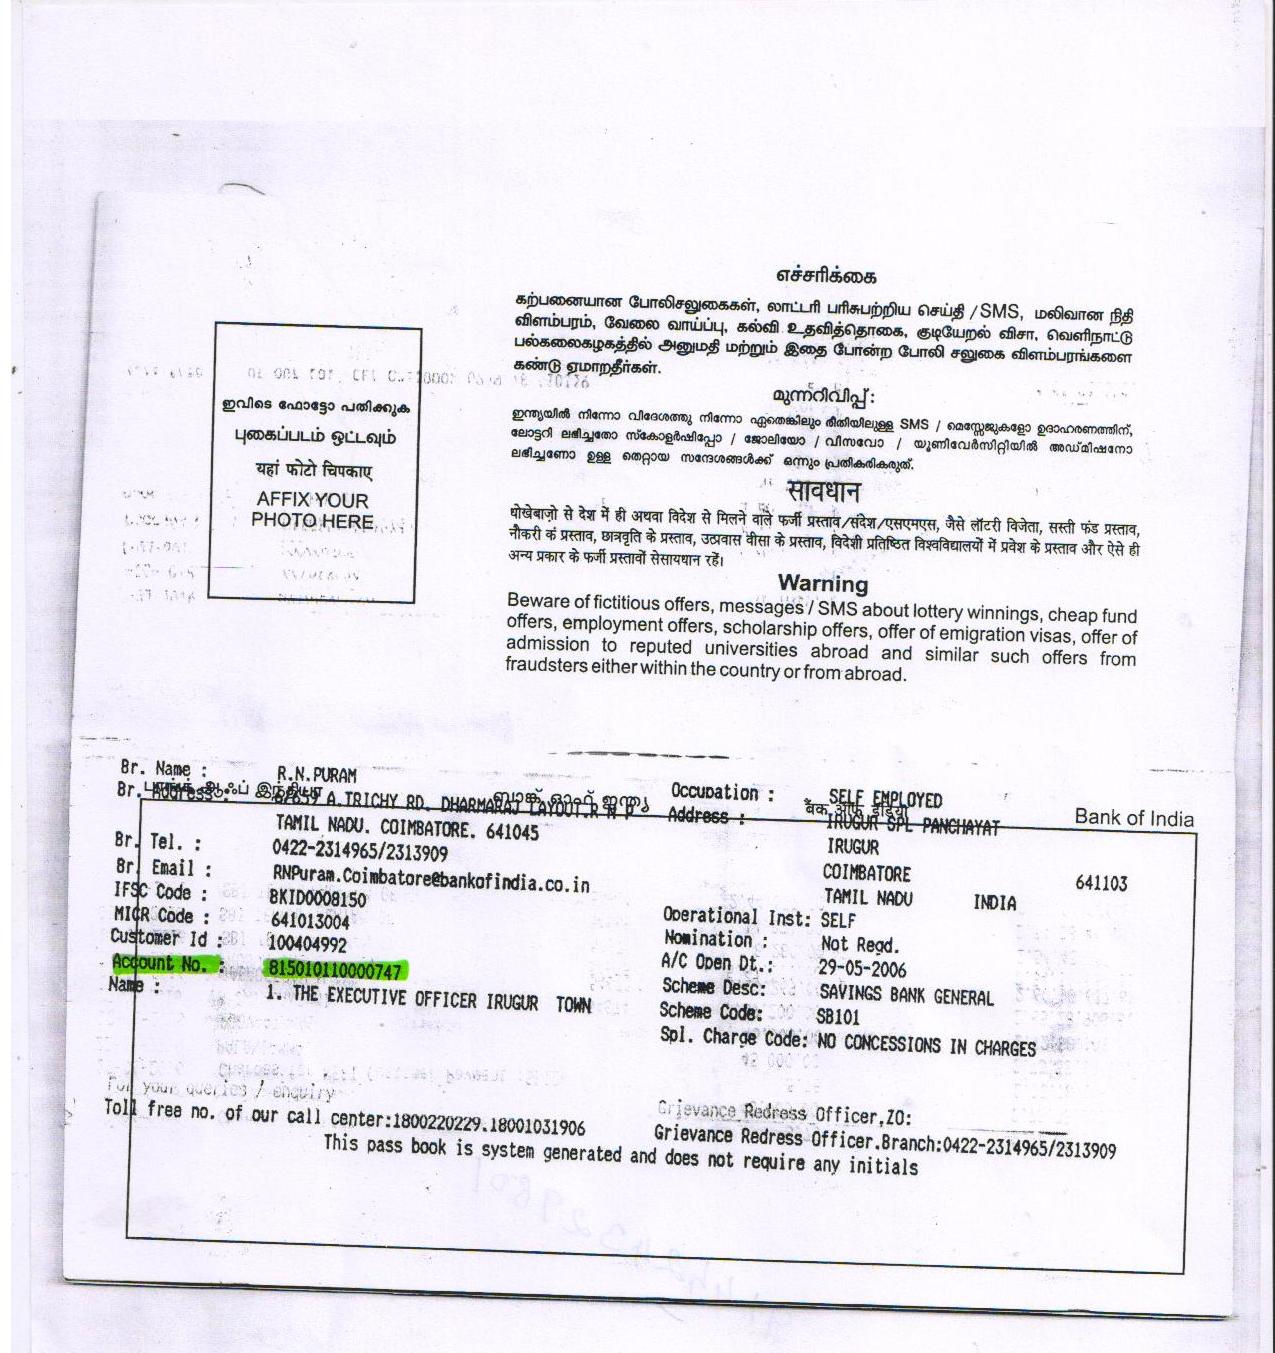 எச்சரிக்கை
கற்பனையான போலிசலுகைகள், லாட்டரி பரிசுபற்றிய செய்தி / SMS, மலிவான நிதி
விளம்பரம், வேலை வாய்ப்பு, கல்வி உதவித்தொகை, குடியேறல் விசா, வெளிநாட்டு
பல்கலைகழகத்தில் அனுமதி மற்றும் இதை போன்ற போலி சலுகை விளம்பரங்களை
கண்டு ஏமாறதீர்கள்.
മുന്നറിവിപ്പ്:
ഇന്ത്യയിൽ നിന്നോ വിദേശത്തു നിന്നോ ഏതെങ്കിലും രീതിയിലുള്ള SMS / മെസ്സേജുകളോ ഉദാഹരണത്തിന്,
ലോട്ടറി ലഭിച്ചതോ സ്കോളർഷിപ്പോ / ജോലിയോ / വിസവോ / യൂണിവേർസിറ്റിയിൽ അഡ്മിഷനോ
ലഭിച്ചണോ ഉള്ള തെറ്റായ സന്ദേശങ്ങൾക്ക് ഒന്നും പ്രതികരികരുത്.
सावधान
धोखेबाज़ो से देश में ही अथवा विदेश से मिलने वाले फर्जी प्रस्ताव/संदेश/एसएमएस, जैसे लॉटरी विजेता, सस्ती फंड प्रस्ताव,
नौकरी के प्रस्ताव, छात्रवृति के प्रस्ताव, उत्प्रवास वीसा के प्रस्ताव, विदेशी प्रतिष्ठित विश्वविद्यालयों में प्रवेश के प्रस्ताव और ऐसे ही
अन्य प्रकार के फर्जी प्रस्तावों सेसायधान रहें।
Warning
Beware of fictitious offers, messages / SMS about lottery winnings, cheap fund
offers, employment offers, scholarship offers, offer of emigration visas, offer of
admission to reputed universities abroad and similar such offers from
fraudsters either within the country or from abroad.
இவிடെ ഫോട്ടോ പതിക്കുക
புகைப்படம் ஒட்டவும்
यहां फोटो चिपकाए
AFFIX YOUR
PHOTO HERE
Br. Name : R.N.PURAM
Br. Address : 87659 A.TRICHY RD. DHARMARAJ LAYOUT.R N P
பாங்க் ஆஃப் இந்தியா ബാങ്ക് ഓഫ് ഇന്ത്യ बैंक ऑफ इंडिया Bank of India
TAMIL NADU. COIMBATORE. 641045
Br. Tel. : 0422-2314965/2313909
Br. Email : RNPuram.Coimbatore@bankofindia.co.in
IFSC Code : BKID0008150
MICR Code : 641013004
Customer Id : 100404992
Account No. : 815010110000747
Name : 1. THE EXECUTIVE OFFICER IRUGUR TOWN
Occupation : SELF EMPLOYED
Address : IRUGUR SPL PANCHAYAT
IRUGUR
COIMBATORE 641103
TAMIL NADU INDIA
Operational Inst: SELF
Nomination : Not Regd.
A/C Open Dt.: 29-05-2006
Scheme Desc: SAVINGS BANK GENERAL
Scheme Code: SB101
Spl. Charge Code: NO CONCESSIONS IN CHARGES
For your queries / enquiry
Toll free no. of our call center:1800220229.18001031906
Grievance Redress Officer,ZO:
Grievance Redress Officer.Branch:0422-2314965/2313909
This pass book is system generated and does not require any initials